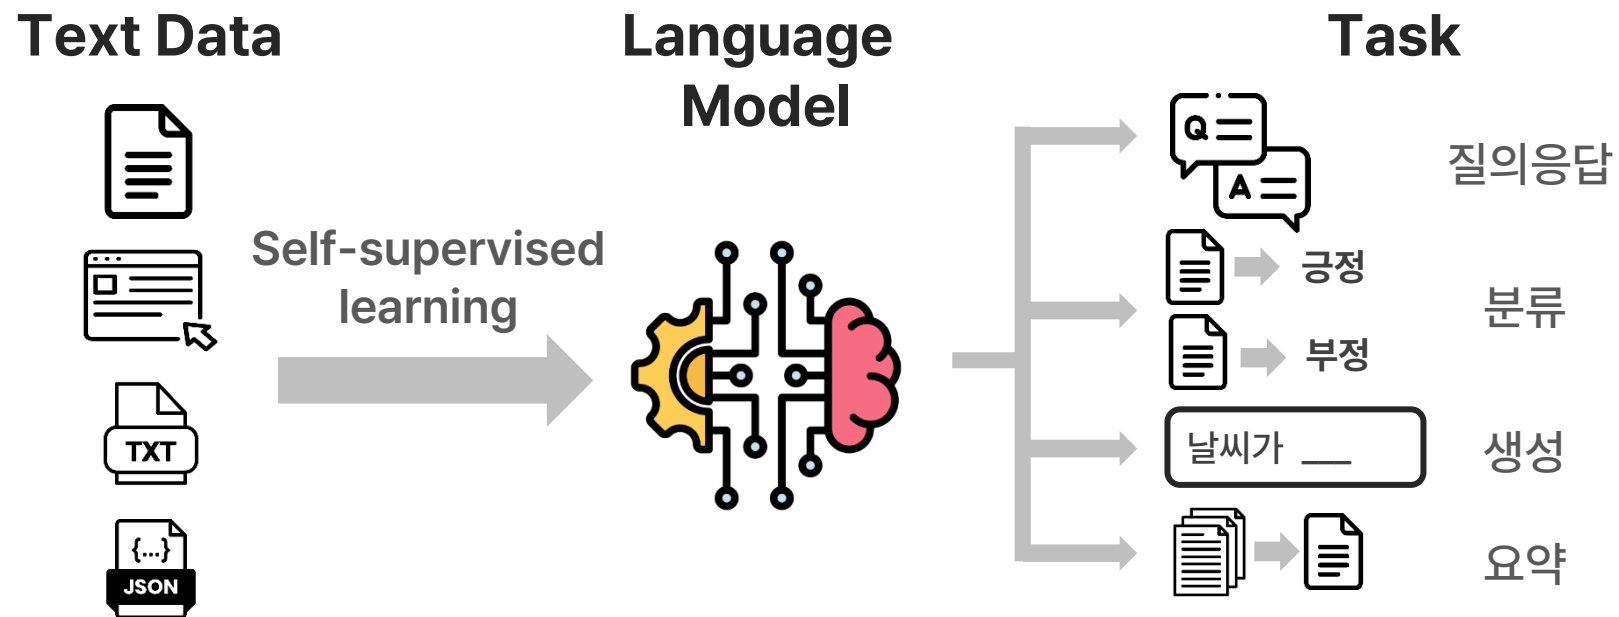 Text Data
Language
Model
Task
Self-supervised
learning
TXT
{...}
JSON
Q
A
질의응답
긍정
부정
분류
날씨가 ___
생성
요약